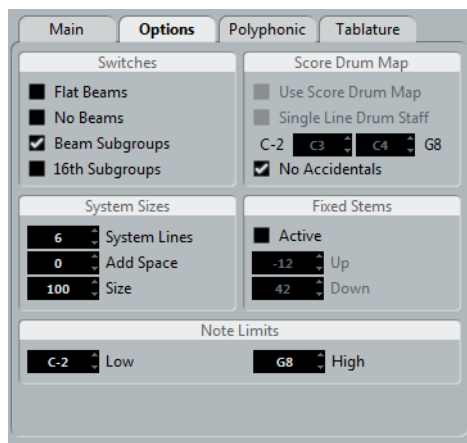 Main Options Polyphonic Tablature
Switches
Flat Beams
No Beams
Beam Subgroups
16th Subgroups
Score Drum Map
Use Score Drum Map
Single Line Drum Staff
C-2 C3 C4 G8
No Accidentals
System Sizes
6 System Lines
0 Add Space
100 Size
Fixed Stems
Active
-12 Up
42 Down
Note Limits
C-2 Low G8 High